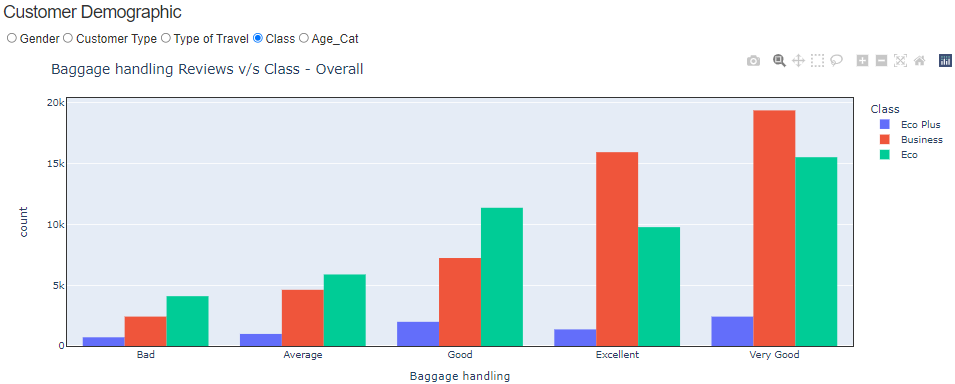 Customer Demographic
Gender Customer Type Type of Travel Class Age_Cat
Baggage handling Reviews v/s Class - Overall
Class
Eco Plus
Business
Eco
20k
15k
10k
5k
0
count
Bad Average Good Excellent Very Good
Baggage handling